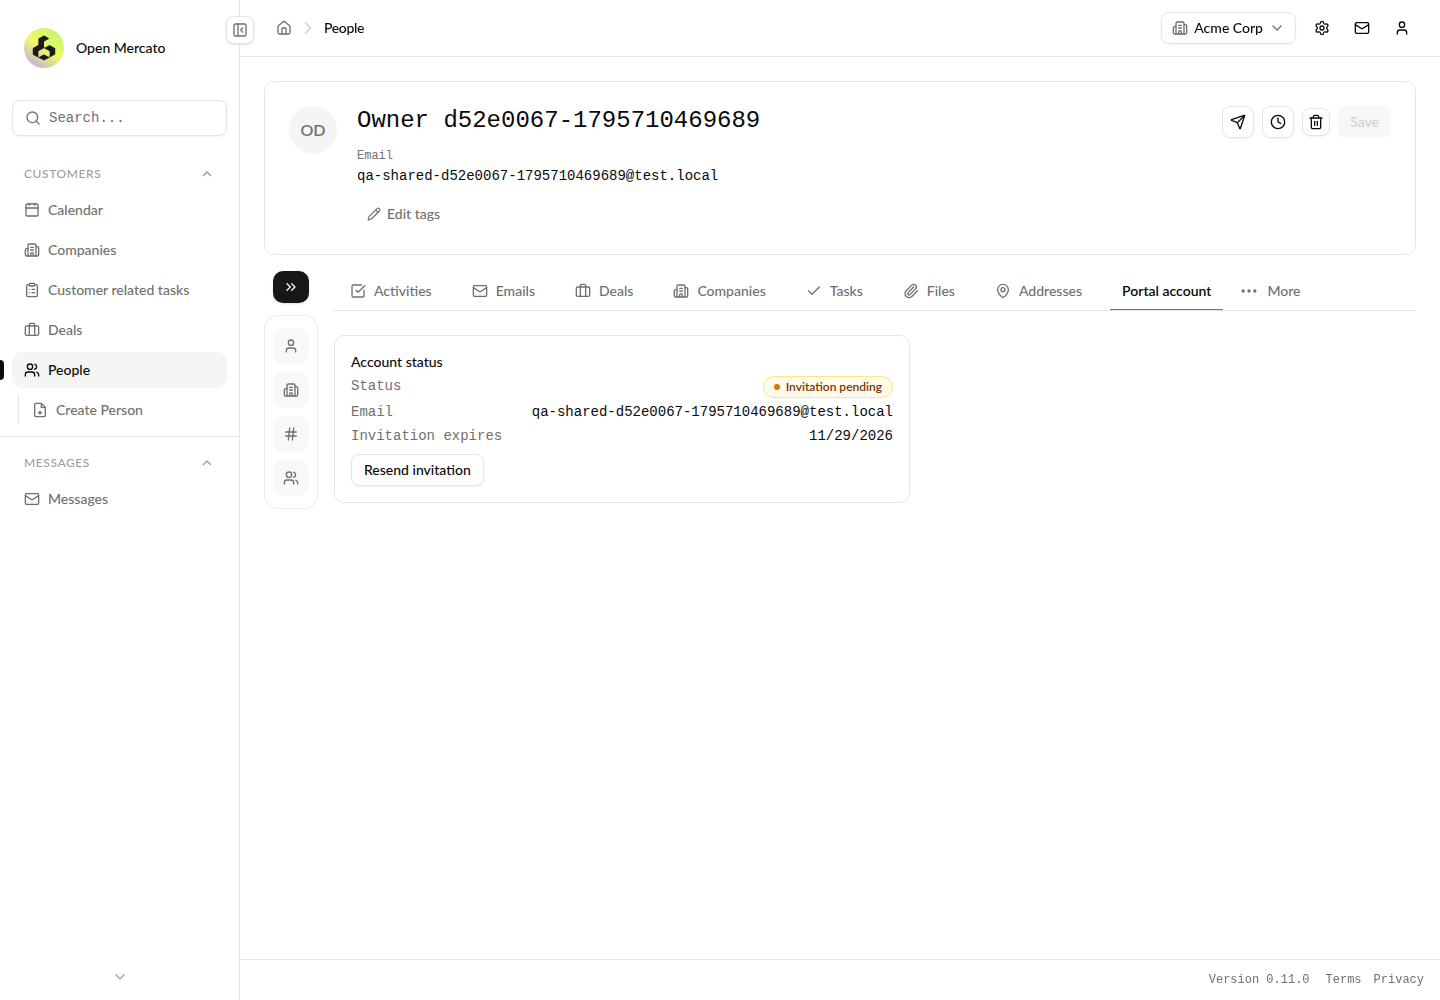 Open Mercato
People
Acme Corp
Search...
OD
Owner d52e0067-1795710469689
Save
Email
qa-shared-d52e0067-1795710469689@test.local
Edit tags
CUSTOMERS
Calendar
Companies
Customer related tasks
Deals
People
Create Person
MESSAGES
Messages
Activities
Emails
Deals
Companies
Tasks
Files
Addresses
Portal account
More
Account status
Status
Invitation pending
Email
qa-shared-d52e0067-1795710469689@test.local
Invitation expires
11/29/2026
Resend invitation
Version 0.11.0
Terms
Privacy